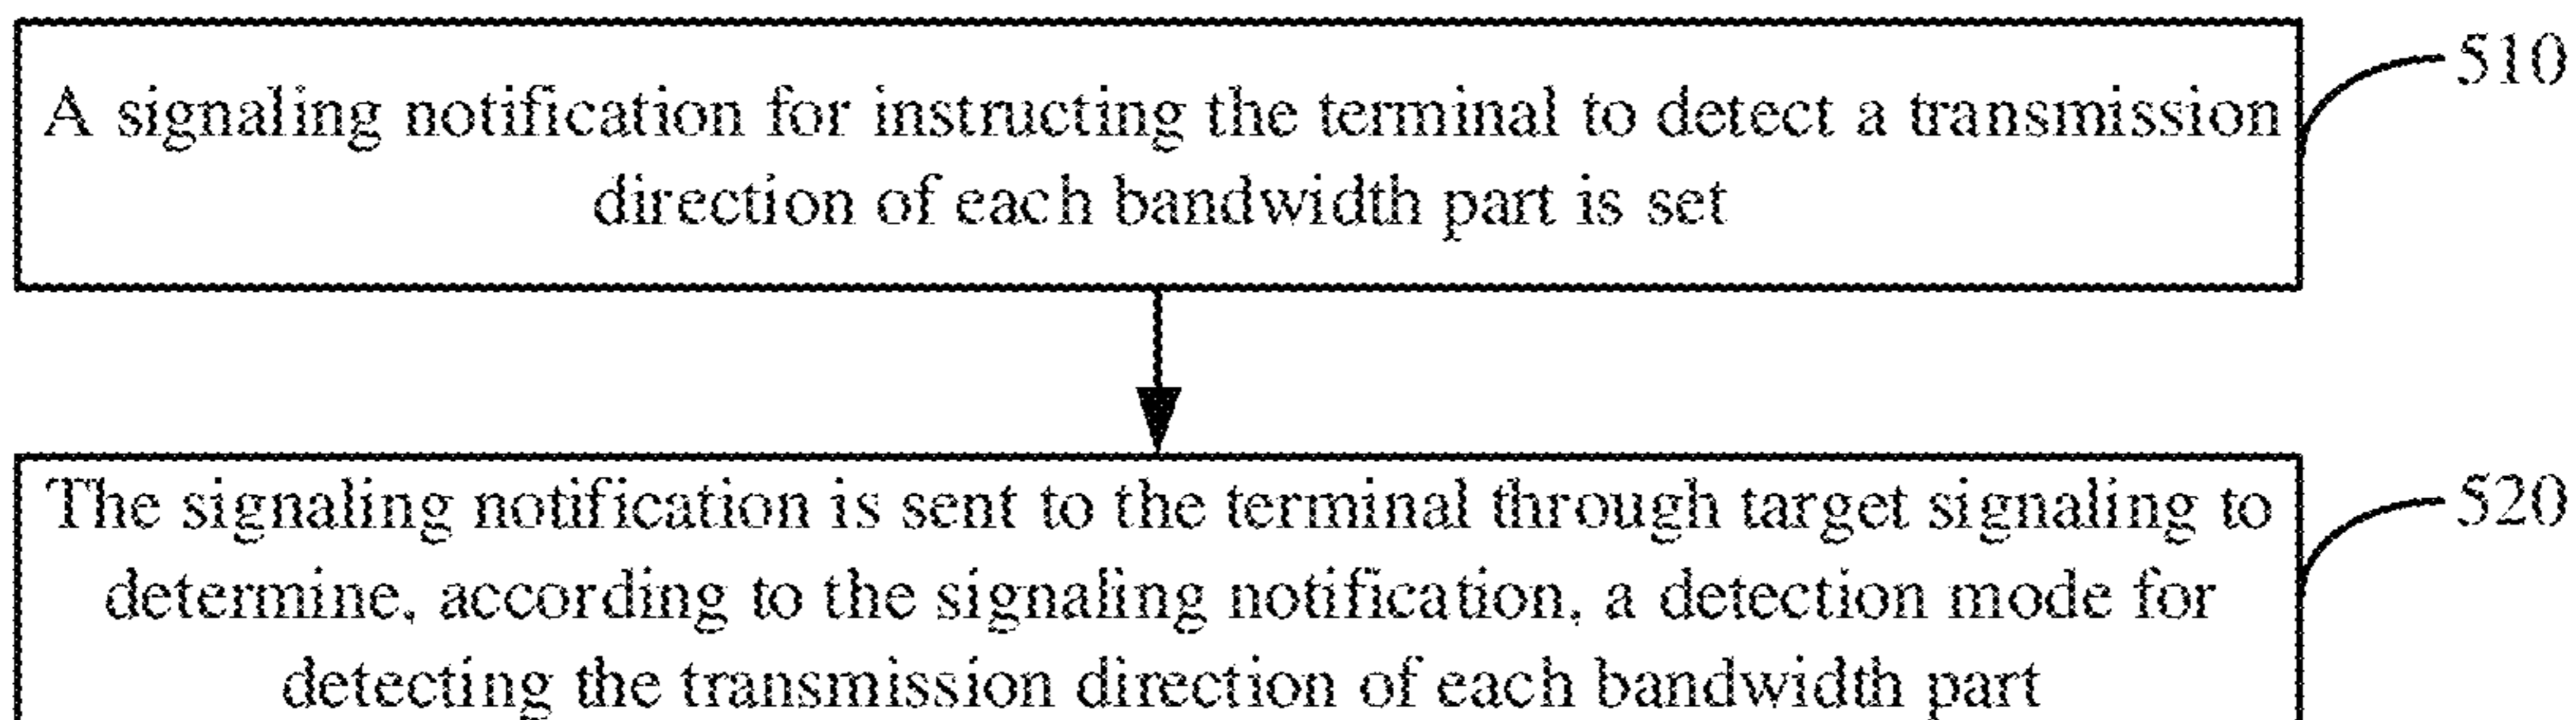 A signaling notification for instructing the terminal to detect a transmission
direction of each bandwidth part is set
510
The signaling notification is sent to the terminal through target signaling to
determine, according to the signaling notification, a detection mode for
detecting the transmission direction of each bandwidth part
520